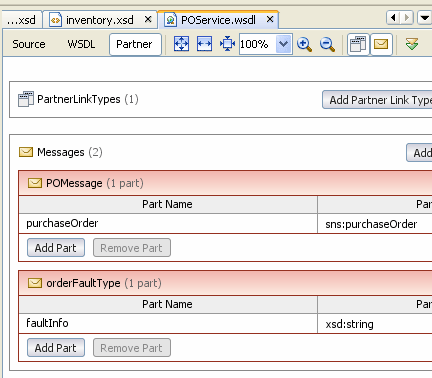 ...xsd inventory.xsd POService.wsdl
Source WSDL Partner 100%
PartnerLinkTypes (1) Add Partner Link Type
Messages (2) Add
POMessage (1 part)
Part Name
purchaseOrder sns:purchaseOrder
Add Part Remove Part
orderFaultType (1 part)
Part Name
faultInfo xsd:string
Add Part Remove Part